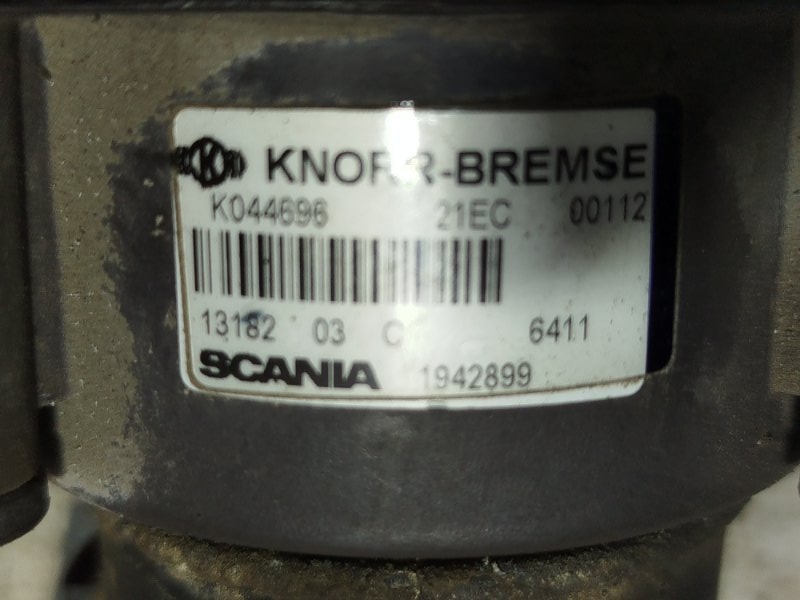 KNORR-BREMSE
K044696 21EC 00112
13182 03 C 6411
SCANIA 1942899